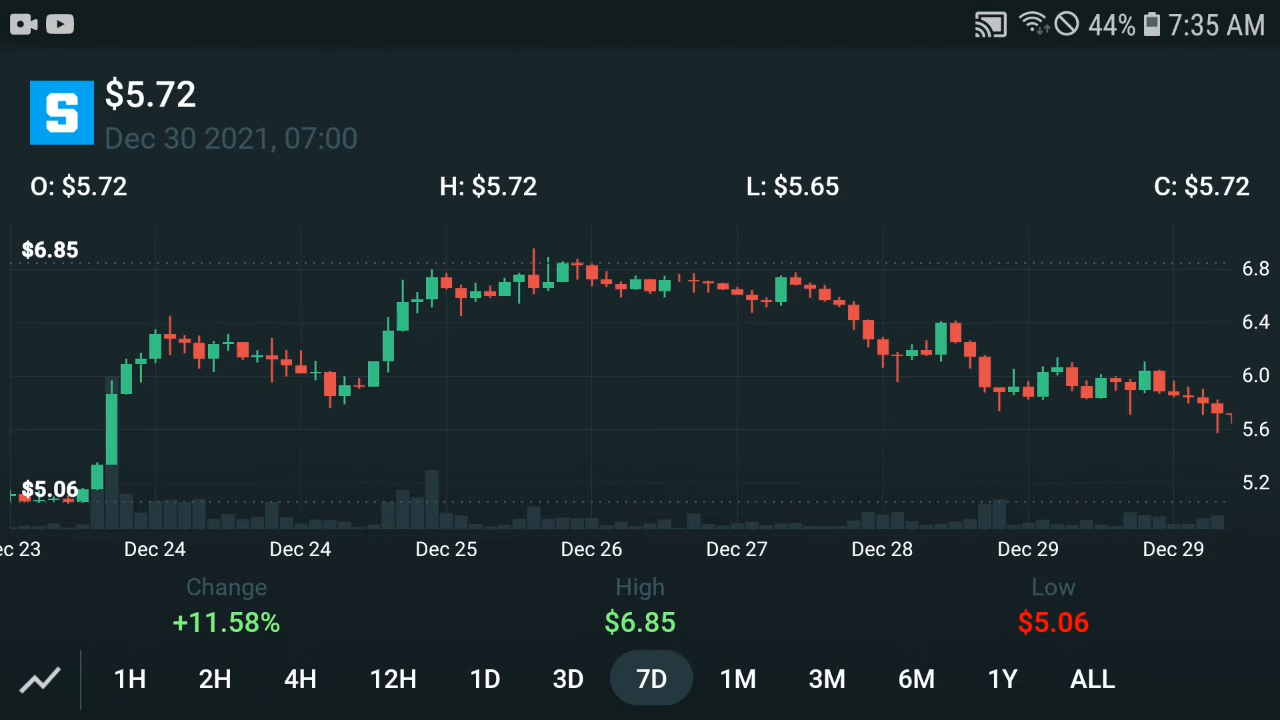 44% 7:35 AM
S
$5.72
Dec 30 2021, 07:00
O: $5.72 H: $5.72 L: $5.65 C: $5.72
$6.85
6.8
6.4
6.0
5.6
$5.06
5.2
ec 23 Dec 24 Dec 24 Dec 25 Dec 26 Dec 27 Dec 28 Dec 29 Dec 29
Change High Low
+11.58% $6.85 $5.06
1H 2H 4H 12H 1D 3D 7D 1M 3M 6M 1Y ALL